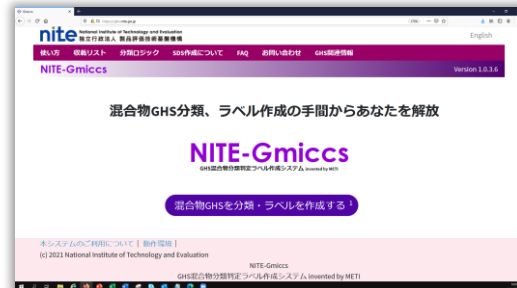 nite National Institute of Technology and Evaluation
独立行政法人 製品評価技術基盤機構
English
使い方 収載リスト 分類ロジック SDS作成について FAQ お問い合わせ GHS関連情報
NITE-Gmiccs
Version 1.0.3.6
混合物GHS分類、ラベル作成の手間からあなたを解放
NITE-Gmiccs
GHS混合物分類判定ラベル作成システム invented by METI
混合物GHSを分類・ラベルを作成する 1
本システムのご利用について | 動作環境 |
(c) 2021 National Institute of Technology and Evaluation
NITE-Gmiccs
GHS混合物分類判定ラベル作成システム invented by METI